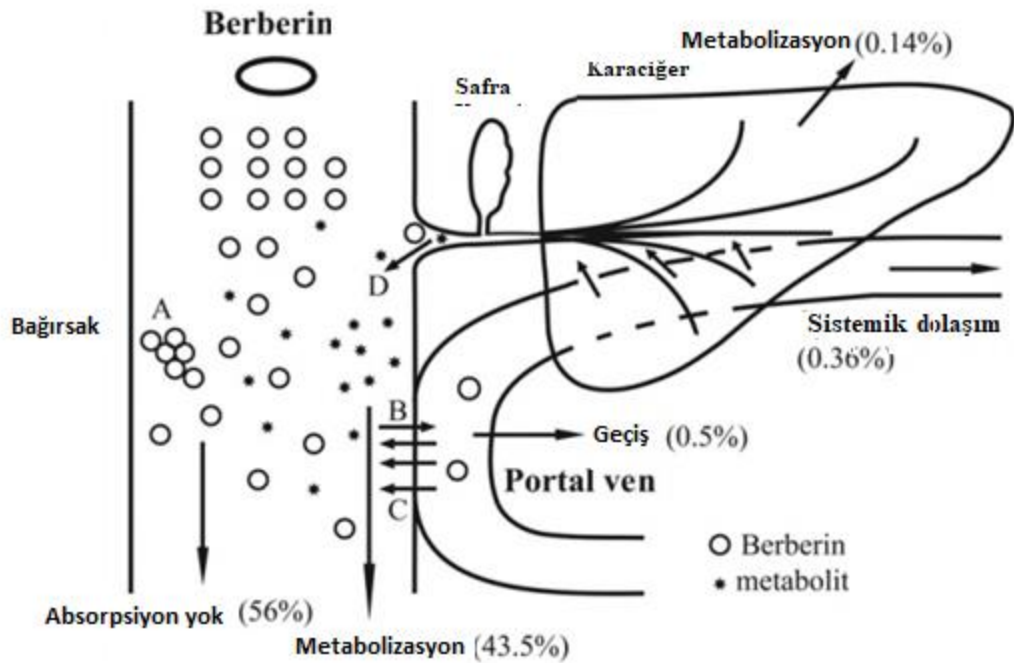 Berberin
Metabolizasyon (0.14%)
Karaciğer
Safra
D
A
Bağırsak
Sistemik dolaşım
(0.36%)
B
Geçiş (0.5%)
Portal ven
C
Berberin
metabolit
Absorpsiyon yok (56%)
Metabolizasyon (43.5%)